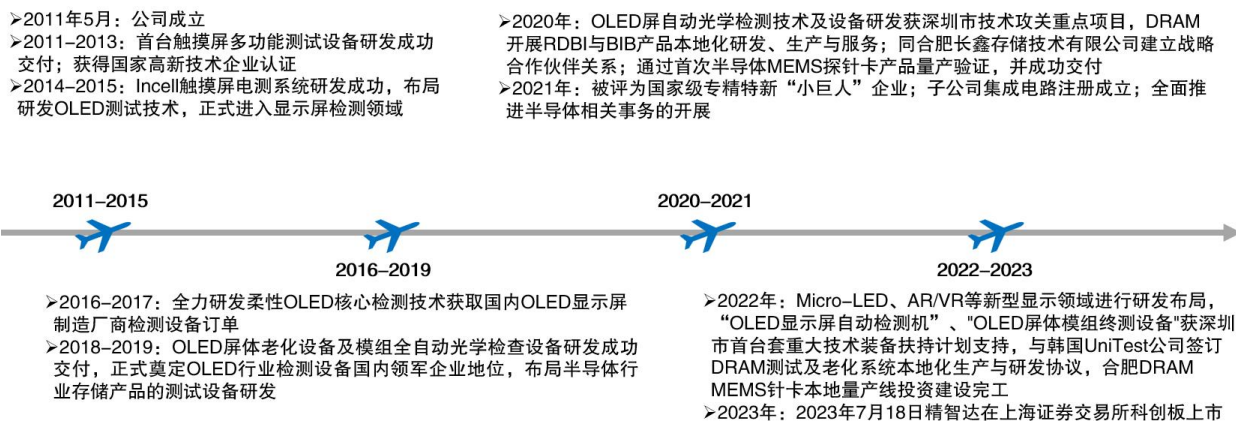 ➢2011年5月：公司成立
➢2011–2013：首台触摸屏多功能测试设备研发成功
交付；获得国家高新技术企业认证
➢2014–2015：Incell触摸屏电测系统研发成功，布局
研发OLED测试技术，正式进入显示屏检测领域
➢2020年：OLED屏自动光学检测技术及设备研发获深圳市技术攻关重点项目，DRAM
开展RDBI与BIB产品本地化研发、生产与服务；同合肥长鑫存储技术有限公司建立战略
合作伙伴关系；通过首次半导体MEMS探针卡产品量产验证，并成功交付
➢2021年：被评为国家级专精特新“小巨人”企业；子公司集成电路注册成立；全面推
进半导体相关事务的开展
2011–2015
2020–2021
2016–2019
2022–2023
➢2016–2017：全力研发柔性OLED核心检测技术获取国内OLED显示屏
制造厂商检测设备订单
➢2018–2019：OLED屏体老化设备及模组全自动光学检查设备研发成功
交付，正式奠定OLED行业检测设备国内领军企业地位，布局半导体行
业存储产品的测试设备研发
➢2022年：Micro–LED、AR/VR等新型显示领域进行研发布局，
“OLED显示屏自动检测机”、"OLED屏体模组终测设备"获深圳
市首台套重大技术装备扶持计划支持，与韩国UniTest公司签订
DRAM测试及老化系统本地化生产与研发协议，合肥DRAM
MEMS针卡本地量产线投资建设完工
➢2023年：2023年7月18日精智达在上海证券交易所科创板上市